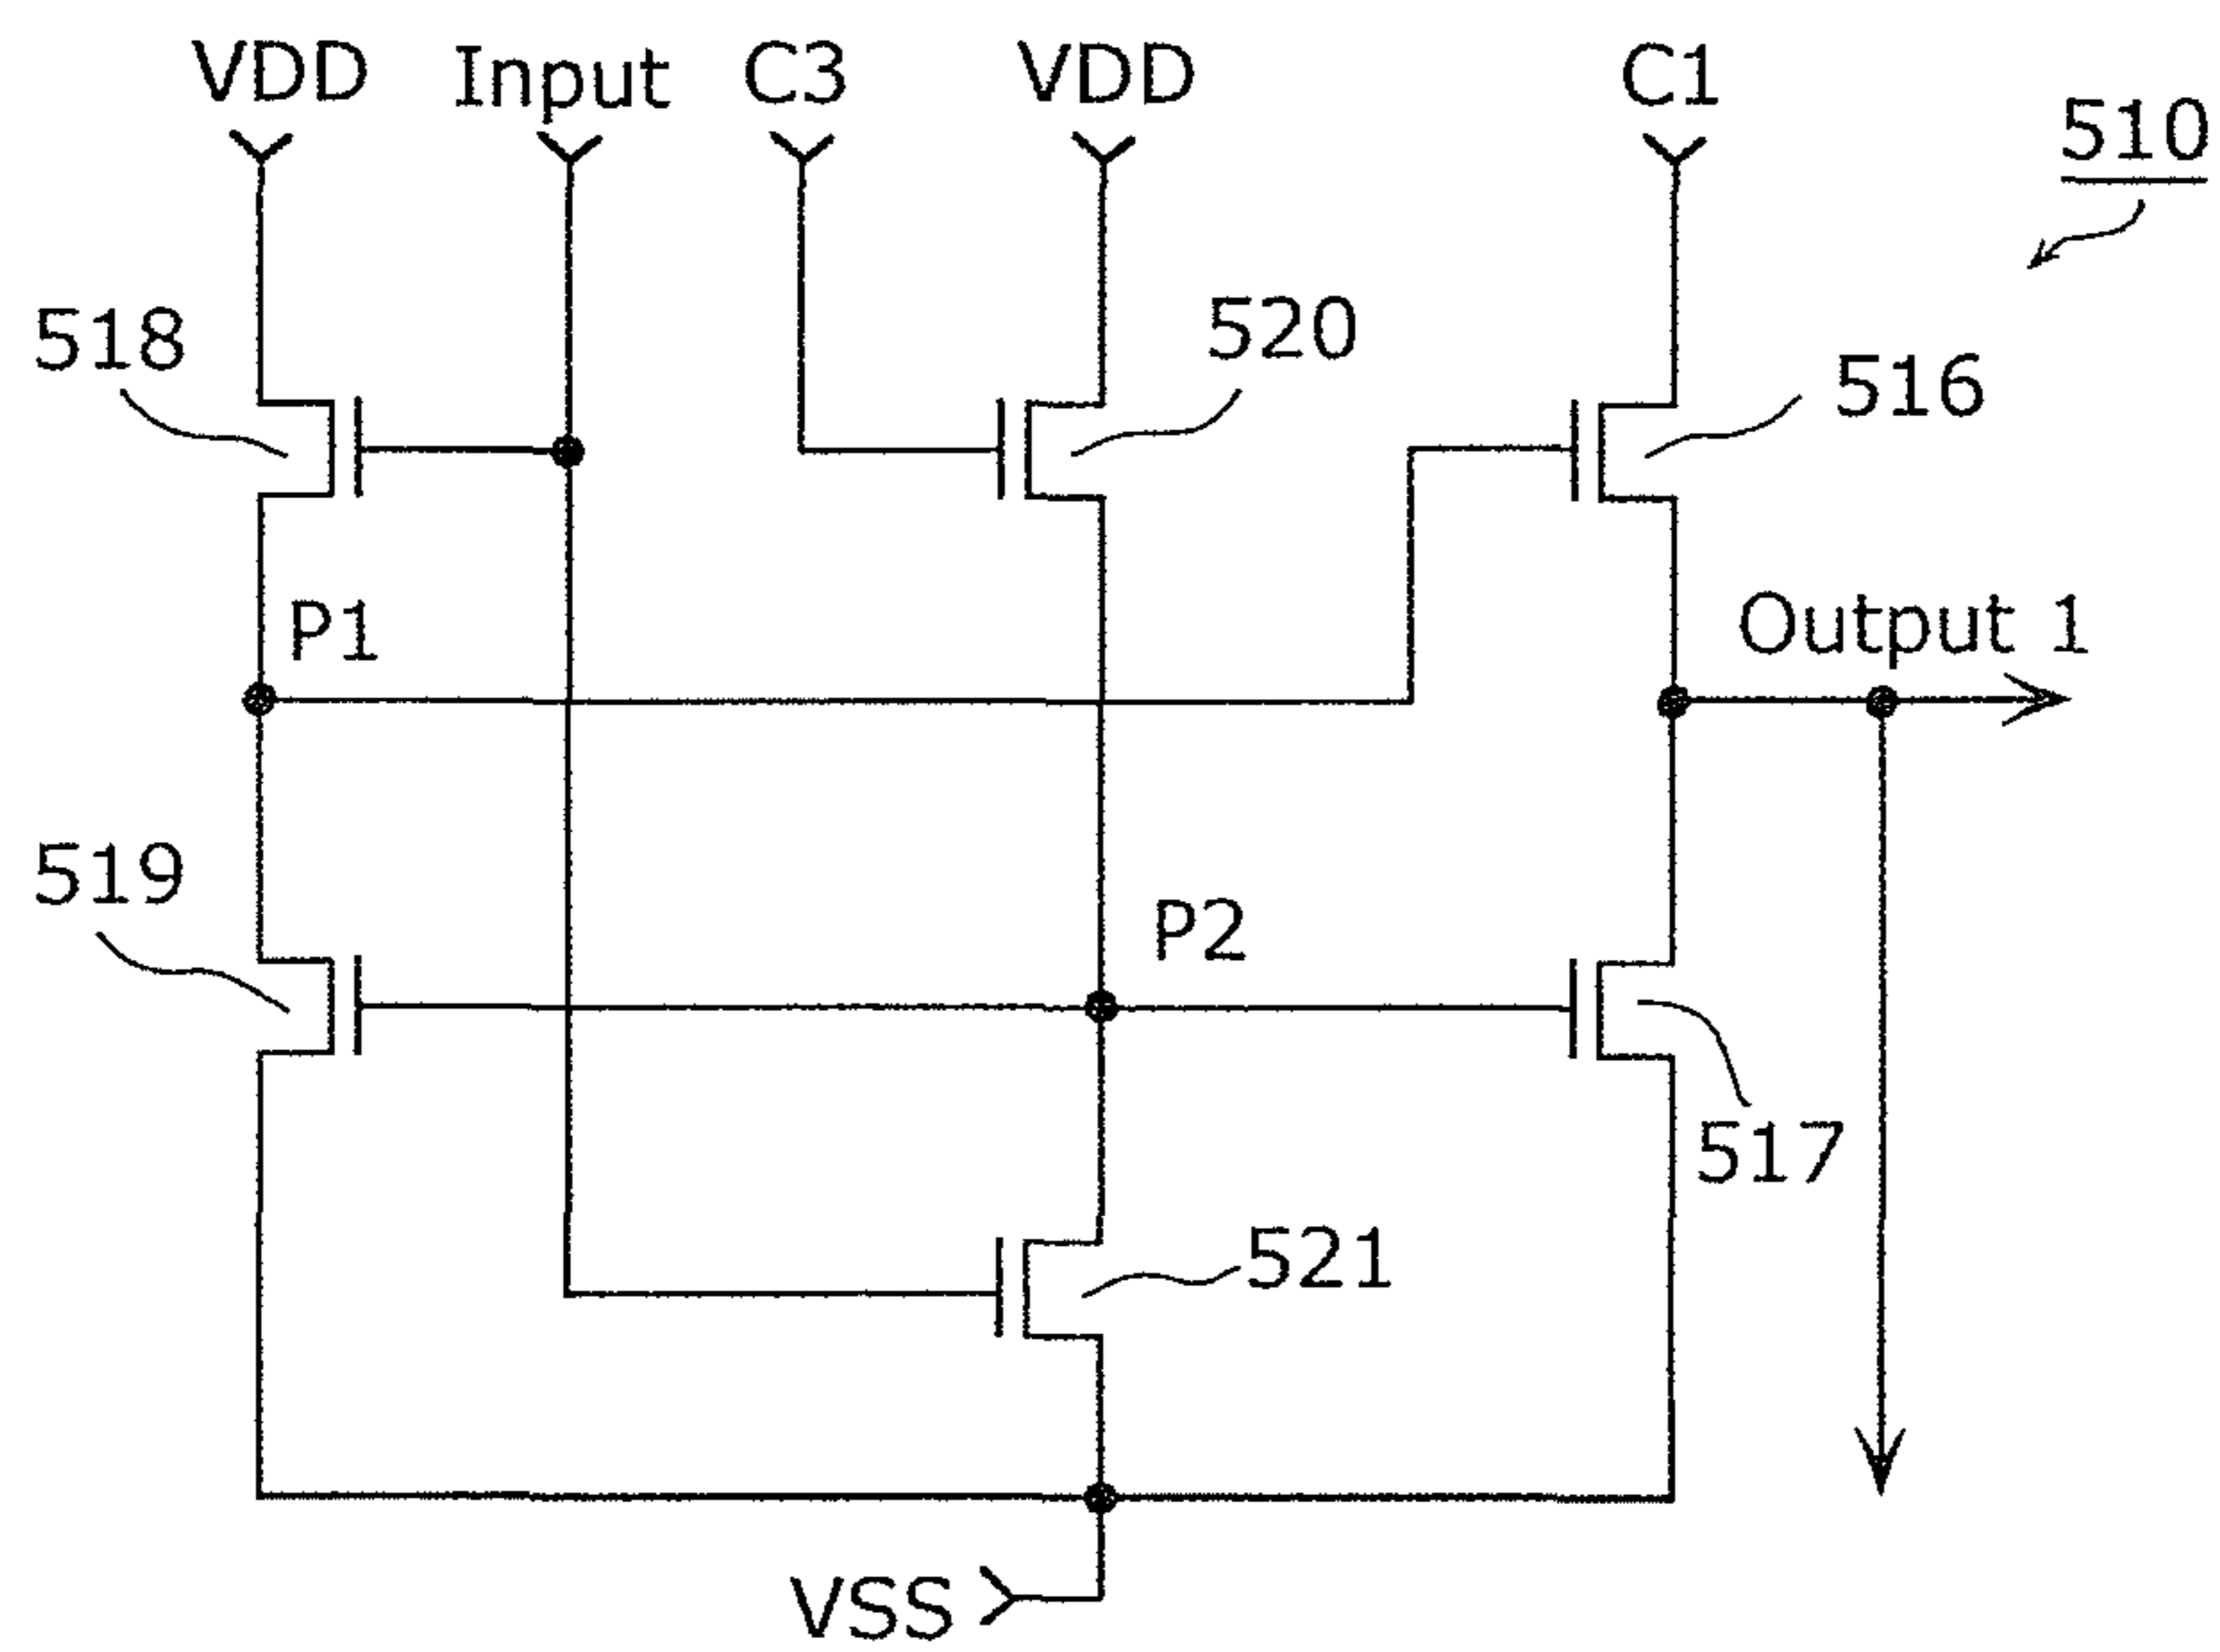 VDD
Input
C3
VDD
C1
510
518
520
516
P1
Output 1
519
P2
517
521
VSS